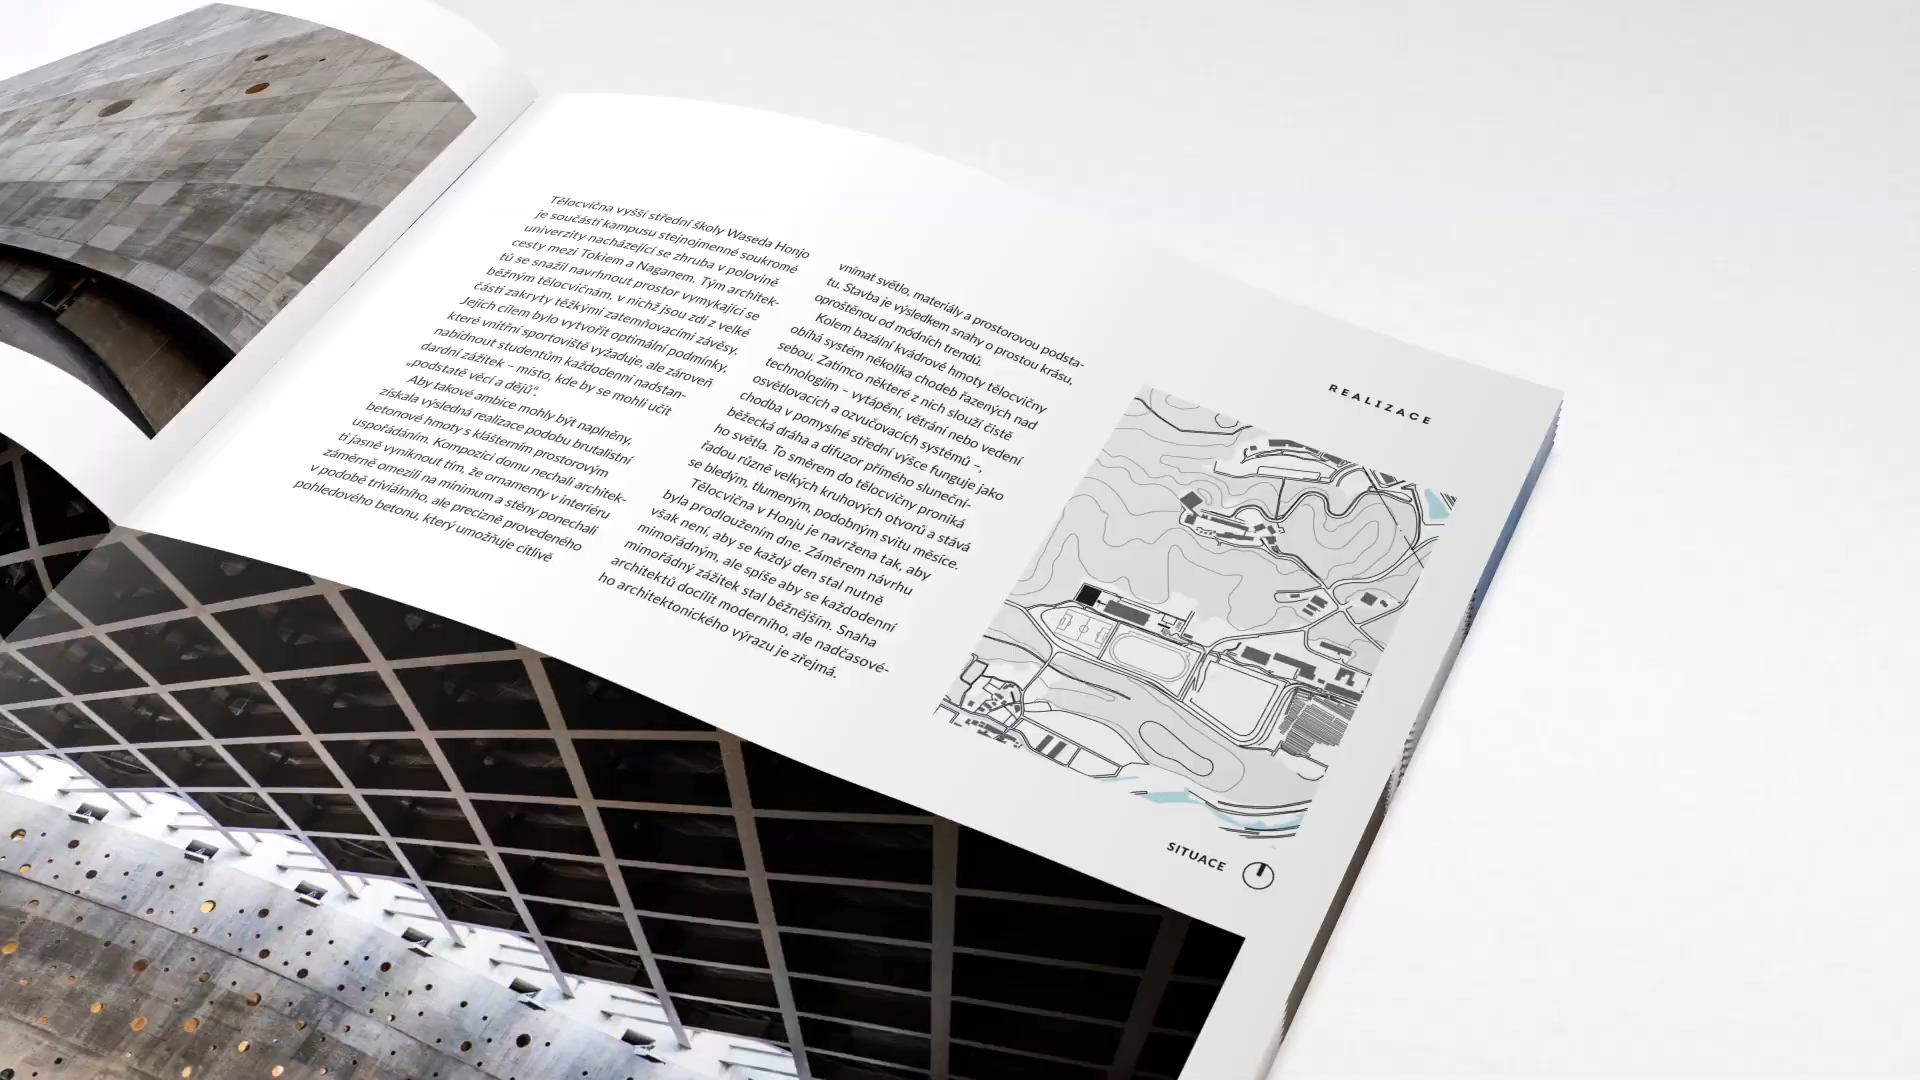 Tělocvična vyšší střední školy Waseda Honjo
je součástí kampusu stejnojmenné soukromé
univerzity nacházející se zhruba v polovině
cesty mezi Tokiem a Naganem. Tým architek-
tů se snažil navrhnout prostor vymykající se
běžným tělocvičnám, v nichž jsou zdi z velké
části zakryty těžkými zatemňovacími závěsy.
Jejich cílem bylo vytvořit optimální podmínky,
které vnitřní sportoviště vyžaduje, ale zároveň
nabídnout studentům každodenní nadstan-
dardní zážitek – místo, kde by se mohli učit
„podstatě věcí a dějů“.
Aby takové ambice mohly být naplněny,
získala výsledná realizace podobu brutalistní
betonové hmoty s klášterním prostorovým
uspořádáním. Kompozici domu nechali architek-
ti jasně vyniknout tím, že ornamenty v interiéru
záměrně omezili na minimum a stěny ponechali
v podobě triviálního, ale precizně provedeného
pohledového betonu, který umožňuje citlivě
vnímat světlo, materiály a prostorovou podsta-
tu. Stavba je výsledkem snahy o prostou krásu,
oproštěnou od módních trendů.
Kolem bazální kvádrové hmoty tělocvičny
obíhá systém několika chodeb řazených nad
sebou. Zatímco některé z nich slouží čistě
technologiím – vytápění, větrání nebo vedení
osvětlovacích a ozvučovacích systémů –,
chodba v pomyslné střední výšce funguje jako
běžecká dráha a difuzor přímého sluneční-
ho světla. To směrem do tělocvičny proniká
řadou různě velkých kruhových otvorů a stává
se bledým, tlumeným, podobným svitu měsíce.
Tělocvična v Honju je navržena tak, aby
byla prodloužením dne. Záměrem návrhu
však není, aby se každý den stal nutně
mimořádným, ale spíše aby se každodenní
mimořádný zážitek stal běžnějším. Snaha
architektů docílit moderního, ale nadčasové-
ho architektonického výrazu je zřejmá.
REALIZACE
SITUACE